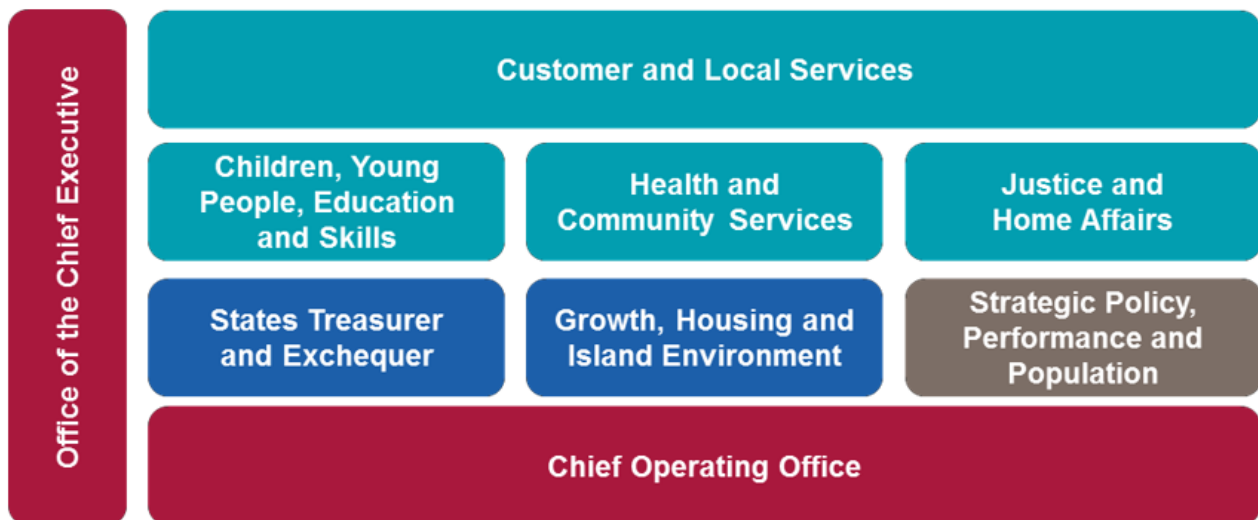 Office of the Chief Executive
Customer and Local Services
Children, Young
People, Education
and Skills
Health and
Community Services
Justice and
Home Affairs
States Treasurer
and Exchequer
Growth, Housing and
Island Environment
Strategic Policy,
Performance and
Population
Chief Operating Office